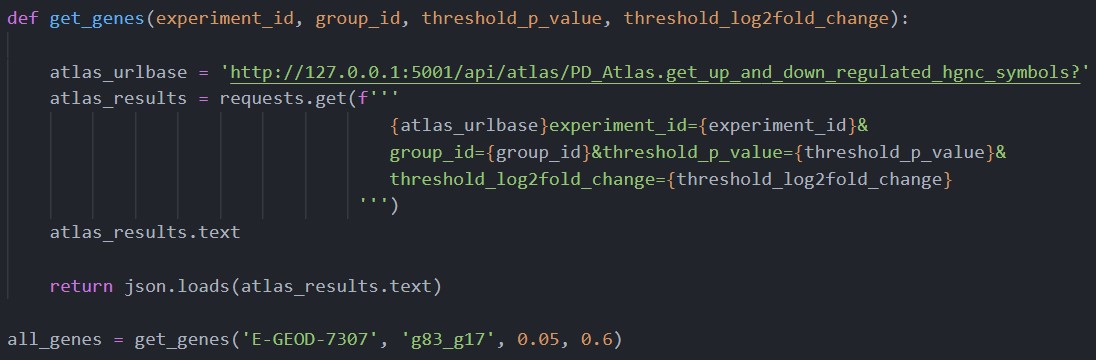 def get_genes(experiment_id, group_id, threshold_p_value, threshold_log2fold_change):
atlas_urlbase = 'http://127.0.0.1:5001/api/atlas/PD_Atlas.get_up_and_down_regulated_hgnc_symbols?'
atlas_results = requests.get(f'''
{atlas_urlbase}experiment_id={experiment_id}&
group_id={group_id}&threshold_p_value={threshold_p_value}&
threshold_log2fold_change={threshold_log2fold_change}
''')
atlas_results.text
return json.loads(atlas_results.text)
all_genes = get_genes('E-GEOD-7307', 'g83_g17', 0.05, 0.6)